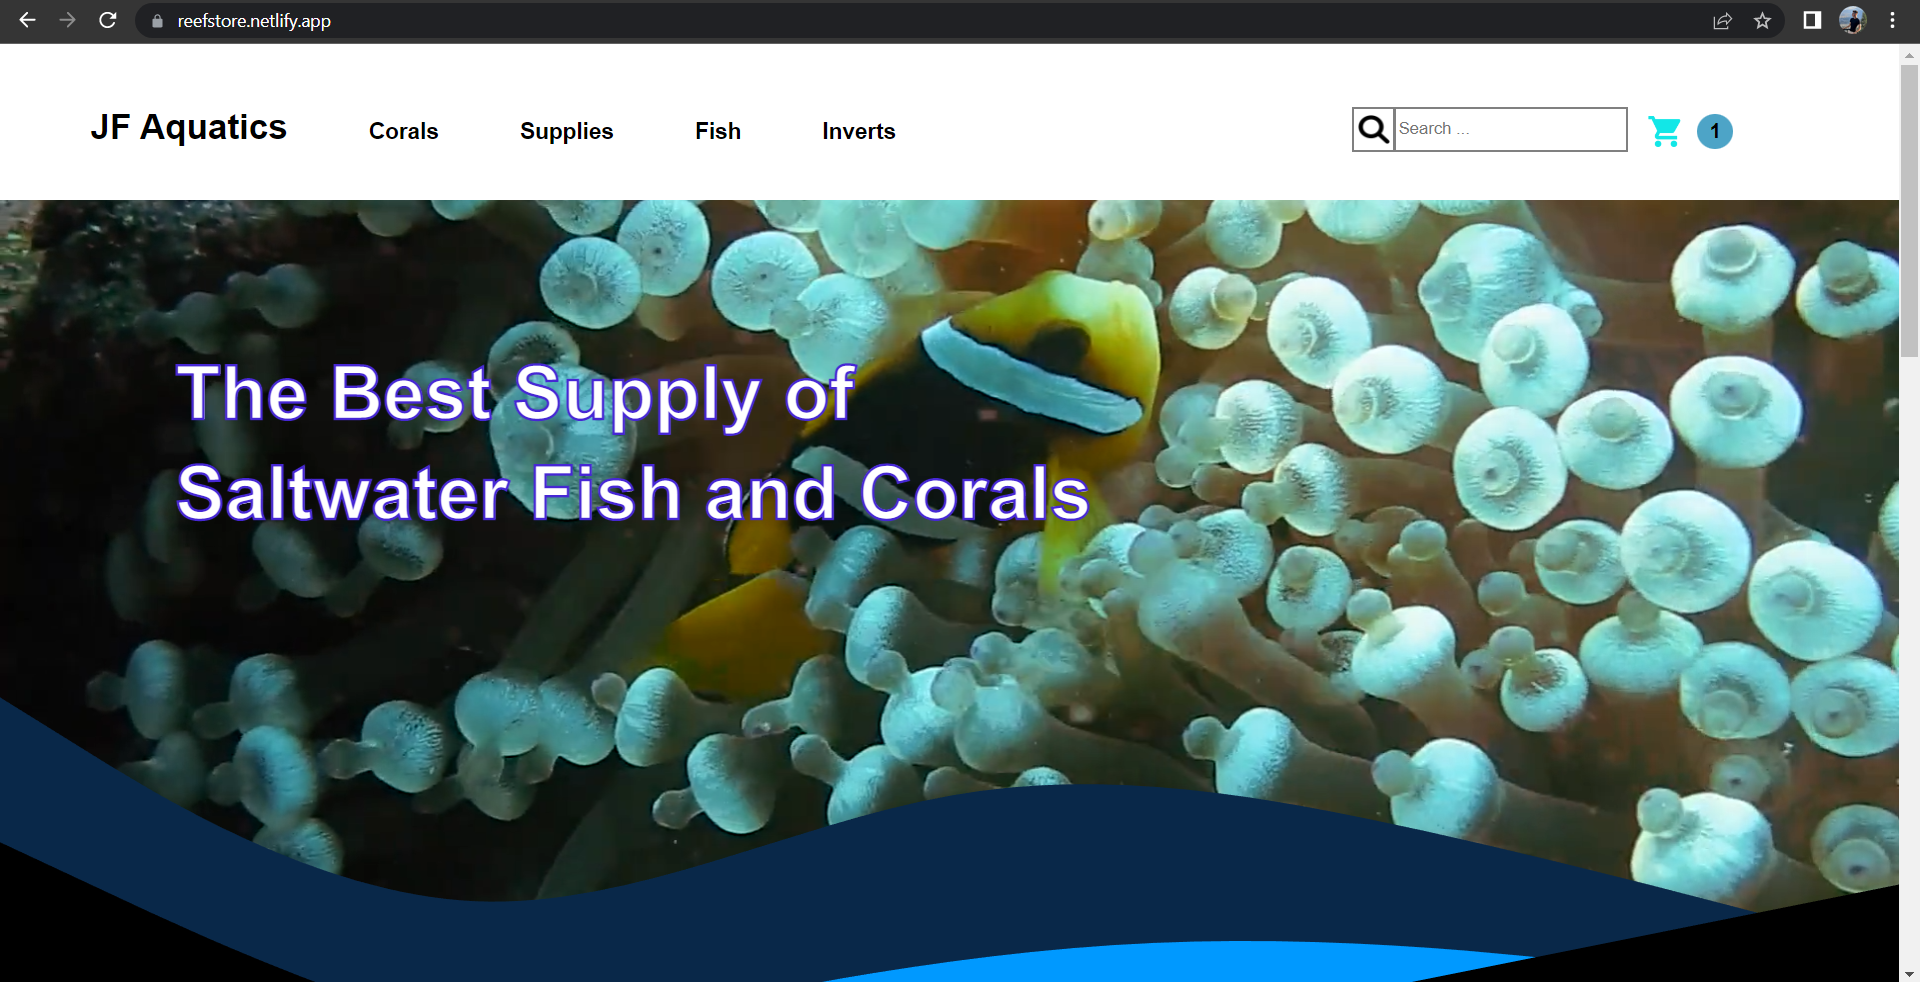 reefstore.netlify.app
JF Aquatics
Corals
Supplies
Fish
Inverts
Search ...
1
The Best Supply of
Saltwater Fish and Corals